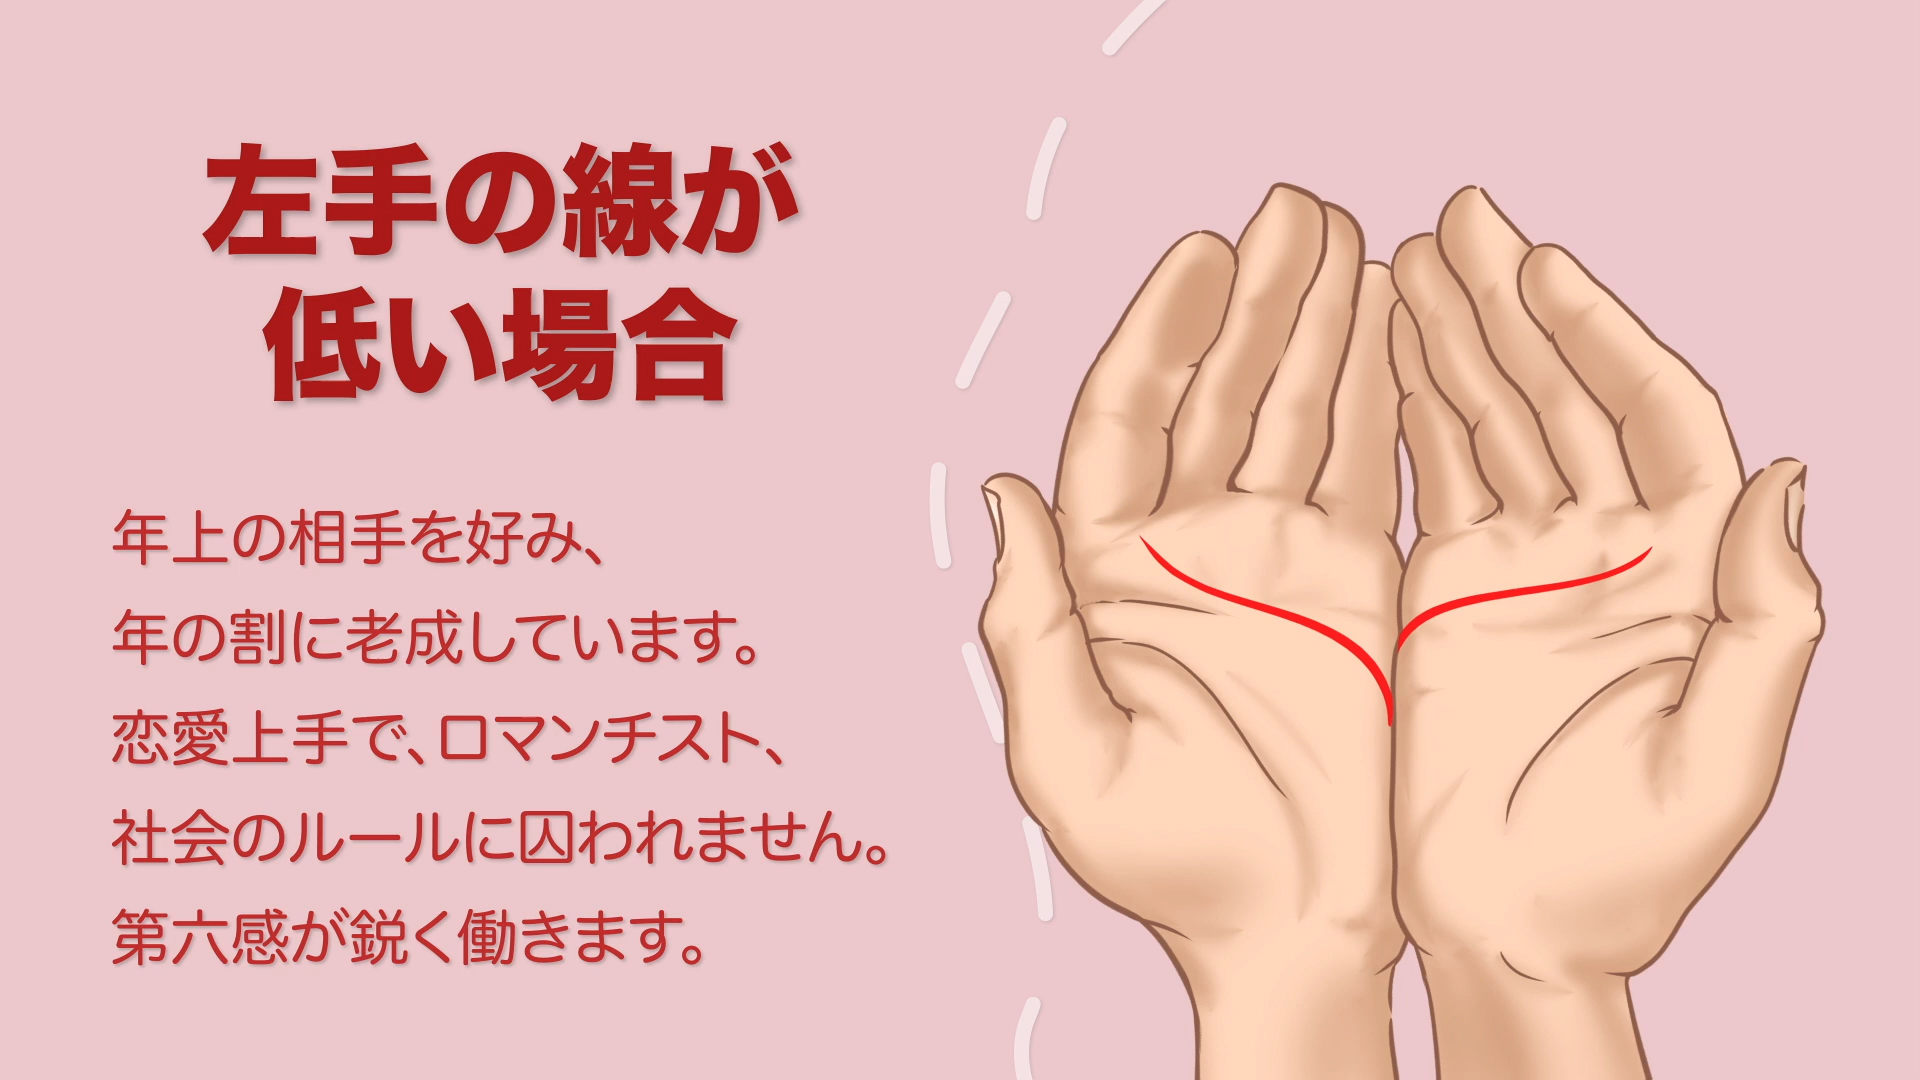 左手の線が
低い場合
年上の相手を好み、
年の割に老成しています。
恋愛上手で、ロマンチスト、
社会のルールに囚われません。
第六感が鋭く働きます。